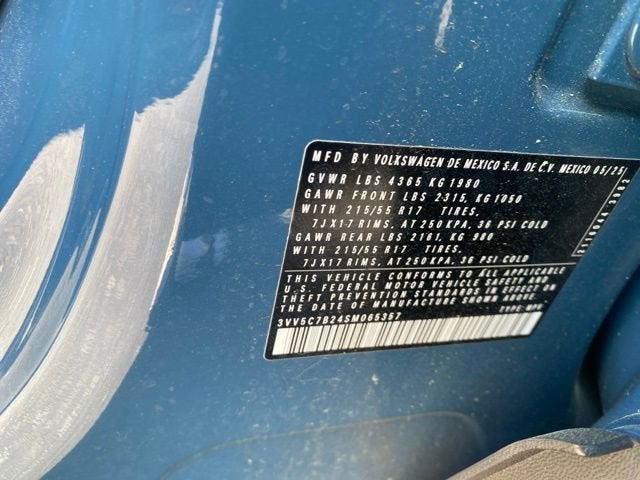 MFD BY VOLKSWAGEN DE MEXICO S.A. DE C.V. MEXICO 05/25
GVWR LBS 4365 KG 1980
GAWR FRONT LBS 2315, KG 1050
WITH 215/55 R17 TIRES,
7JX17 RIMS, AT 250 KPA, 36 PSI COLD
GAWR REAR LBS 2161, KG 980
WITH 215/55 R17 TIRES,
7JX17 RIMS, AT 250 KPA, 36 PSI COLD
THIS VEHICLE CONFORMS TO ALL APPLICABLE
U.S. FEDERAL MOTOR VEHICLE SAFETY AND
THEFT PREVENTION STANDARDS
THE DATE OF MANUFACTURE SHOWN ABOVE.
3VV5C7B24SM065357